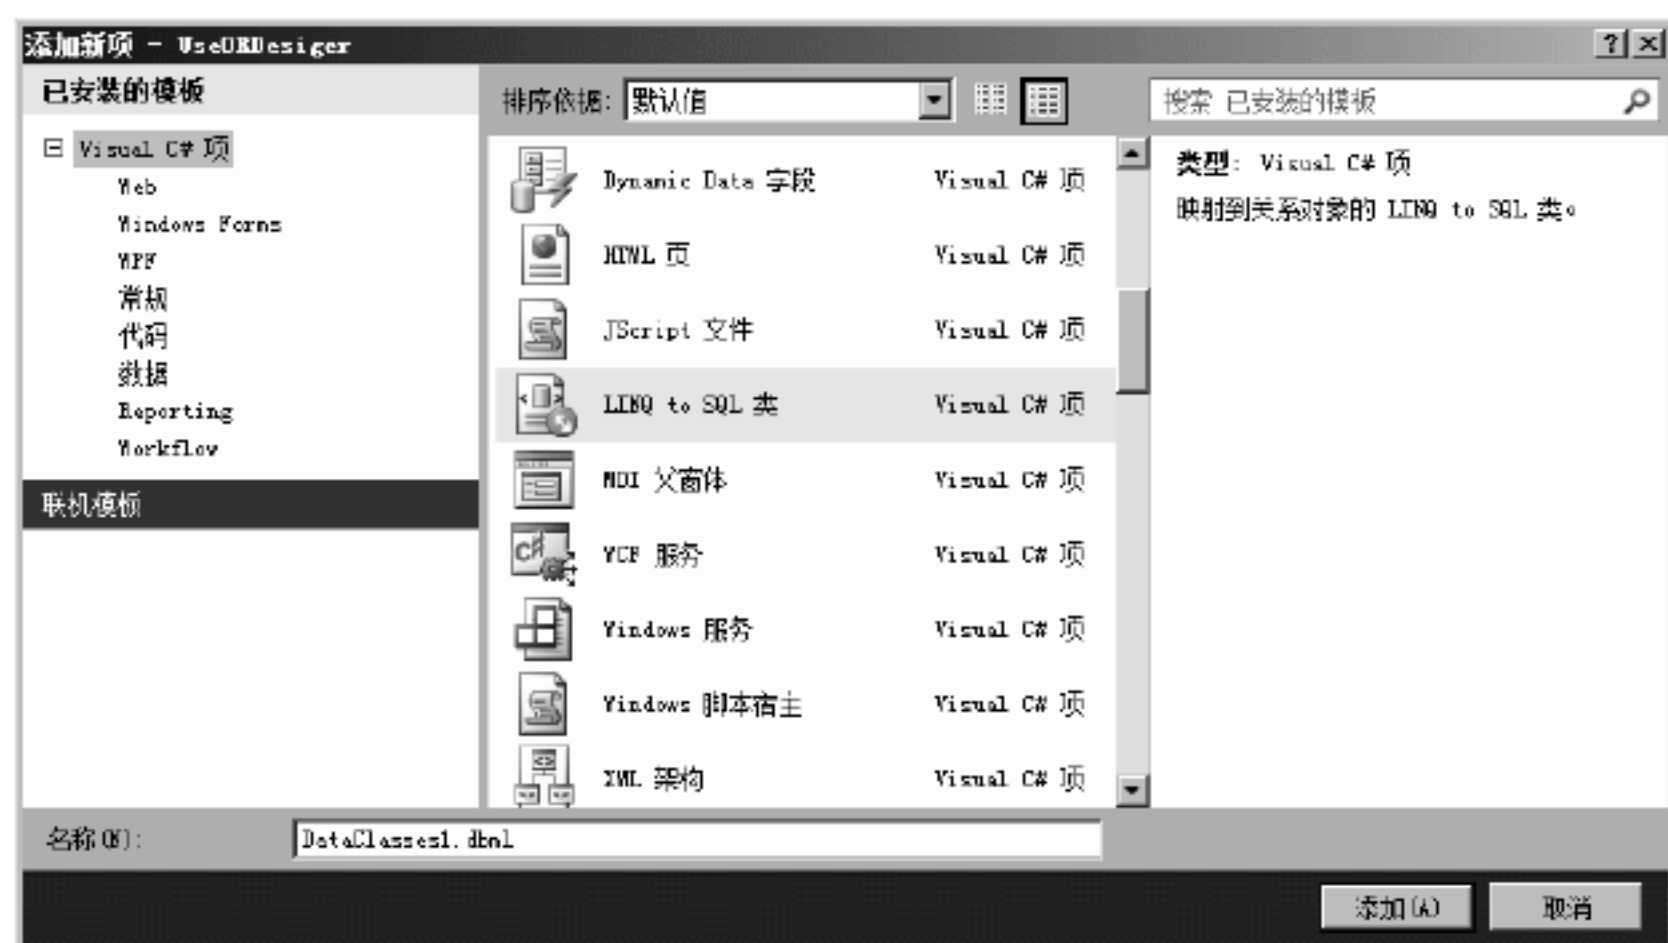 添加新项 - UseORDesiger
已安装的模板
Visual C# 项
Web
Windows Forms
WPF
常规
代码
数据
Reporting
Workflow
联机模板
排序依据: 默认值
Dynamic Data 字段 Visual C# 项
HTML 页 Visual C# 项
JScript 文件 Visual C# 项
LINQ to SQL 类 Visual C# 项
MDI 父窗体 Visual C# 项
WCF 服务 Visual C# 项
Windows 服务 Visual C# 项
Windows 脚本宿主 Visual C# 项
XML 架构 Visual C# 项
搜索 已安装的模板
类型: Visual C# 项
映射到关系对象的 LINQ to SQL 类。
名称(N): DataClasses1.dbml
添加(A) 取消